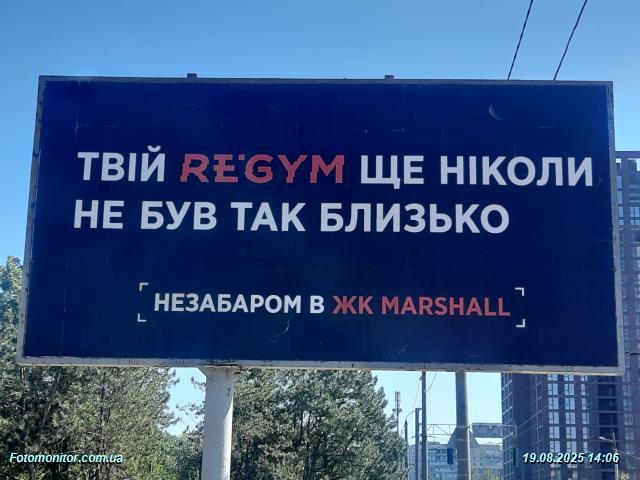 ТВІЙ REGYM ЩЕ НІКОЛИ
НЕ БУВ ТАК БЛИЗЬКО
НЕЗАБАРОМ В ЖК MARSHALL
Fotomonitor.com.ua
19.08.2025 14:06